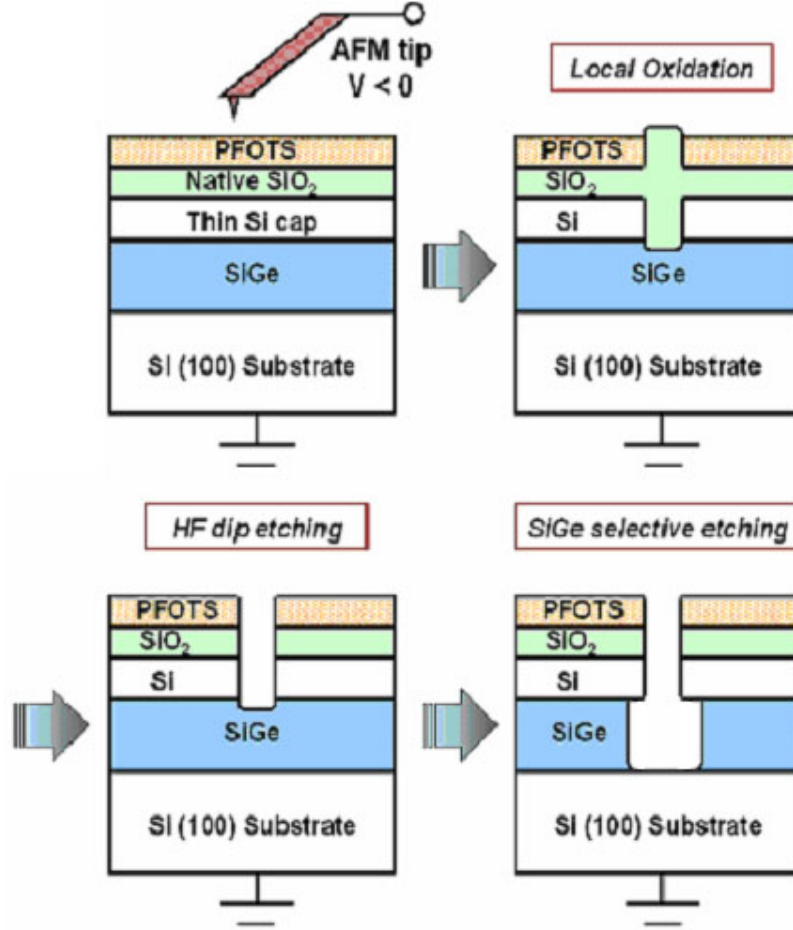 AFM tip
V < 0
Local Oxidation
PFOTS
Native SiO₂
Thin Si cap
SiGe
Si (100) Substrate
PFOTS
SiO₂
Si
SiGe
Si (100) Substrate
HF dip etching
SiGe selective etching
PFOTS
SiO₂
Si
SiGe
Si (100) Substrate
PFOTS
SiO₂
Si
SiGe
Si (100) Substrate